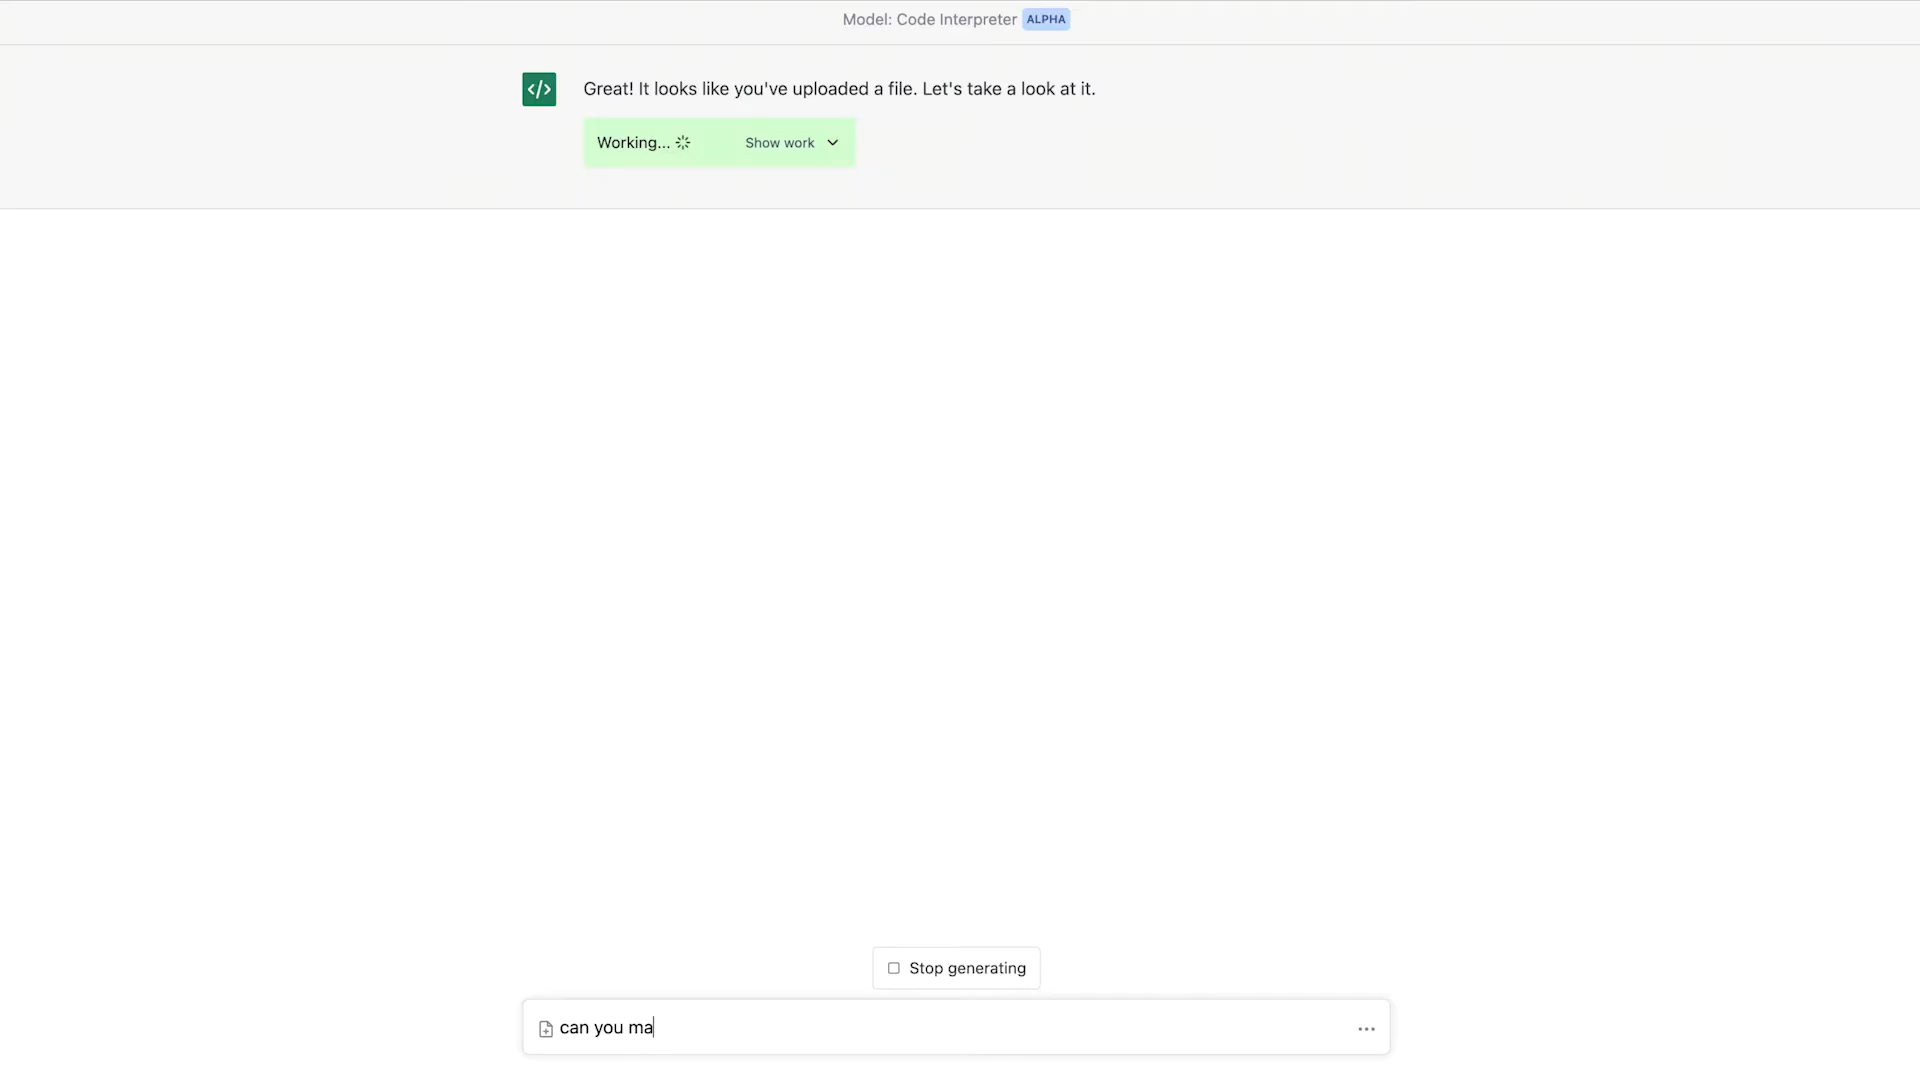 Model: Code Interpreter ALPHA
</>
Great! It looks like you've uploaded a file. Let's take a look at it.
Working... Show work
Stop generating
can you ma